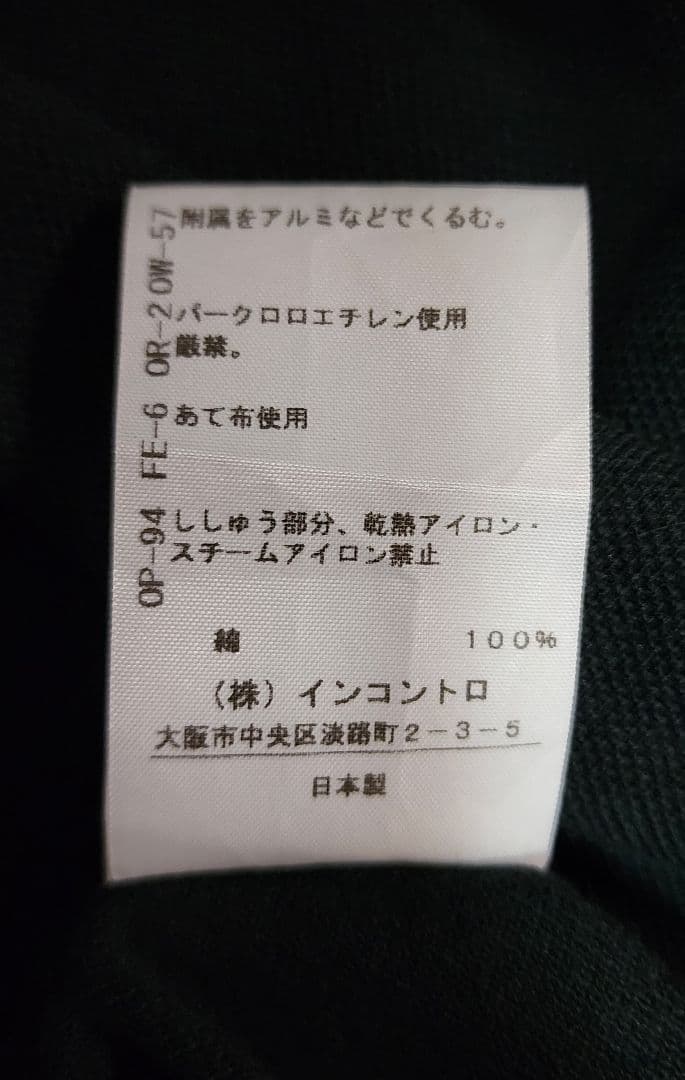 附属をアルミなどでくるむ。
パークロロエチレン使用
厳禁。
あて布使用
ししゅう部分、乾熱アイロン・
スチームアイロン禁止
綿 100%
(株)インコントロ
大阪市中央区淡路町2-3-5
日本製
OP-94 FE-6 OR-20W-57